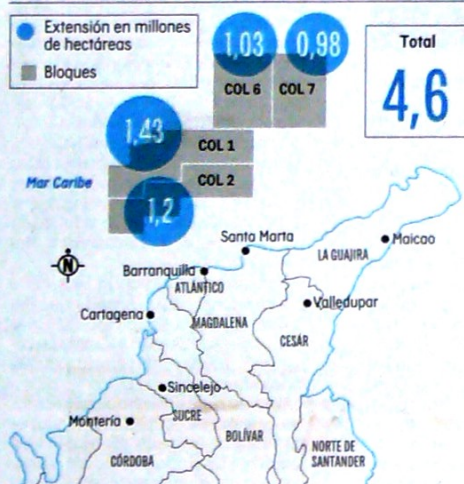 Extensión en millones
de hectáreas
Bloques
1,03
0,98
Total
4,6
COL 6
COL 7
1,43
COL 1
COL 2
Mar Caribe
1,2
Santa Marta
Maicao
LA GUAJIRA
N
Barranquilla
ATLÁNTICO
Valledupar
Cartagena
MAGDALENA
CESAR
Sincelejo
SUCRE
Montería
BOLÍVAR
CÓRDOBA
NORTE DE
SANTANDER